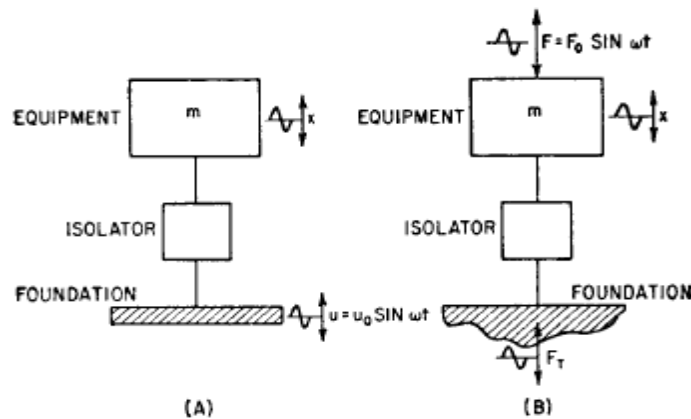 EQUIPMENT
m
x
ISOLATOR
FOUNDATION
u = u₀ SIN ωt
(A)
F = F₀ SIN ωt
EQUIPMENT
m
x
ISOLATOR
FOUNDATION
F_T
(B)